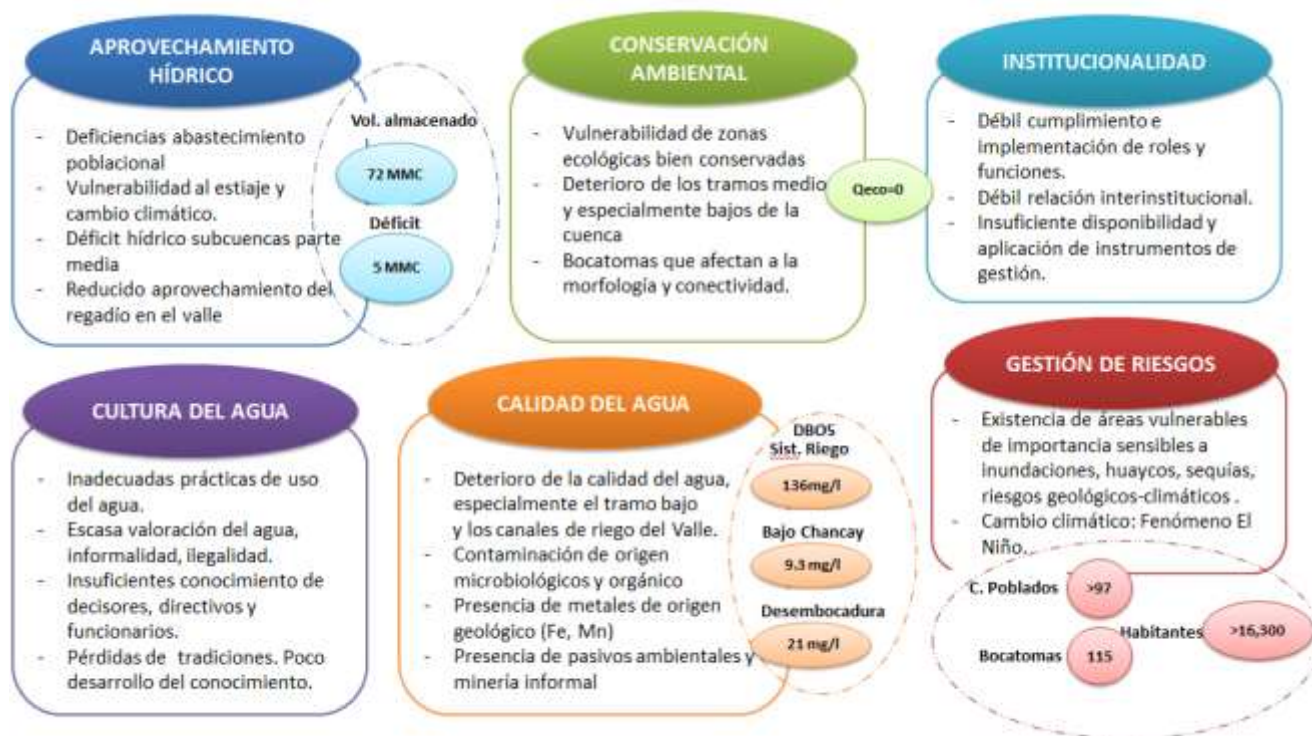 APROVECHAMIENTO
HÍDRICO
- Deficiencias abastecimiento
poblacional
- Vulnerabilidad al estiaje y
cambio climático.
- Déficit hídrico subcuencas parte
media
- Reducido aprovechamiento del
regadío en el valle
Vol. almacenado
72 MMC
Déficit
5 MMC
CONSERVACIÓN
AMBIENTAL
- Vulnerabilidad de zonas
ecológicas bien conservadas
- Deterioro de los tramos medio
y especialmente bajos de la
cuenca
- Bocatomas que afectan a la
morfología y conectividad.
Qeco=0
INSTITUCIONALIDAD
- Débil cumplimiento e
implementación de roles y
funciones.
- Débil relación interinstitucional.
- Insuficiente disponibilidad y
aplicación de instrumentos de
gestión.
CULTURA DEL AGUA
- Inadecuadas prácticas de uso
del agua.
- Escasa valoración del agua,
informalidad, ilegalidad.
- Insuficientes conocimiento de
decisores, directivos y
funcionarios.
- Pérdidas de tradiciones. Poco
desarrollo del conocimiento.
CALIDAD DEL AGUA
- Deterioro de la calidad del agua,
especialmente el tramo bajo
y los canales de riego del Valle.
- Contaminación de origen
microbiológicos y orgánico
- Presencia de metales de origen
geológico (Fe, Mn)
- Presencia de pasivos ambientales y
minería informal
DBO5
Sist. Riego
136mg/l
Bajo Chancay
9.3 mg/l
Desembocadura
21 mg/l
GESTIÓN DE RIESGOS
- Existencia de áreas vulnerables
de importancia sensibles a
inundaciones, huaycos, sequías,
riesgos geológicos-climáticos .
- Cambio climático: Fenómeno El
Niño.
C. Poblados >97
Habitantes >16,300
Bocatomas 115